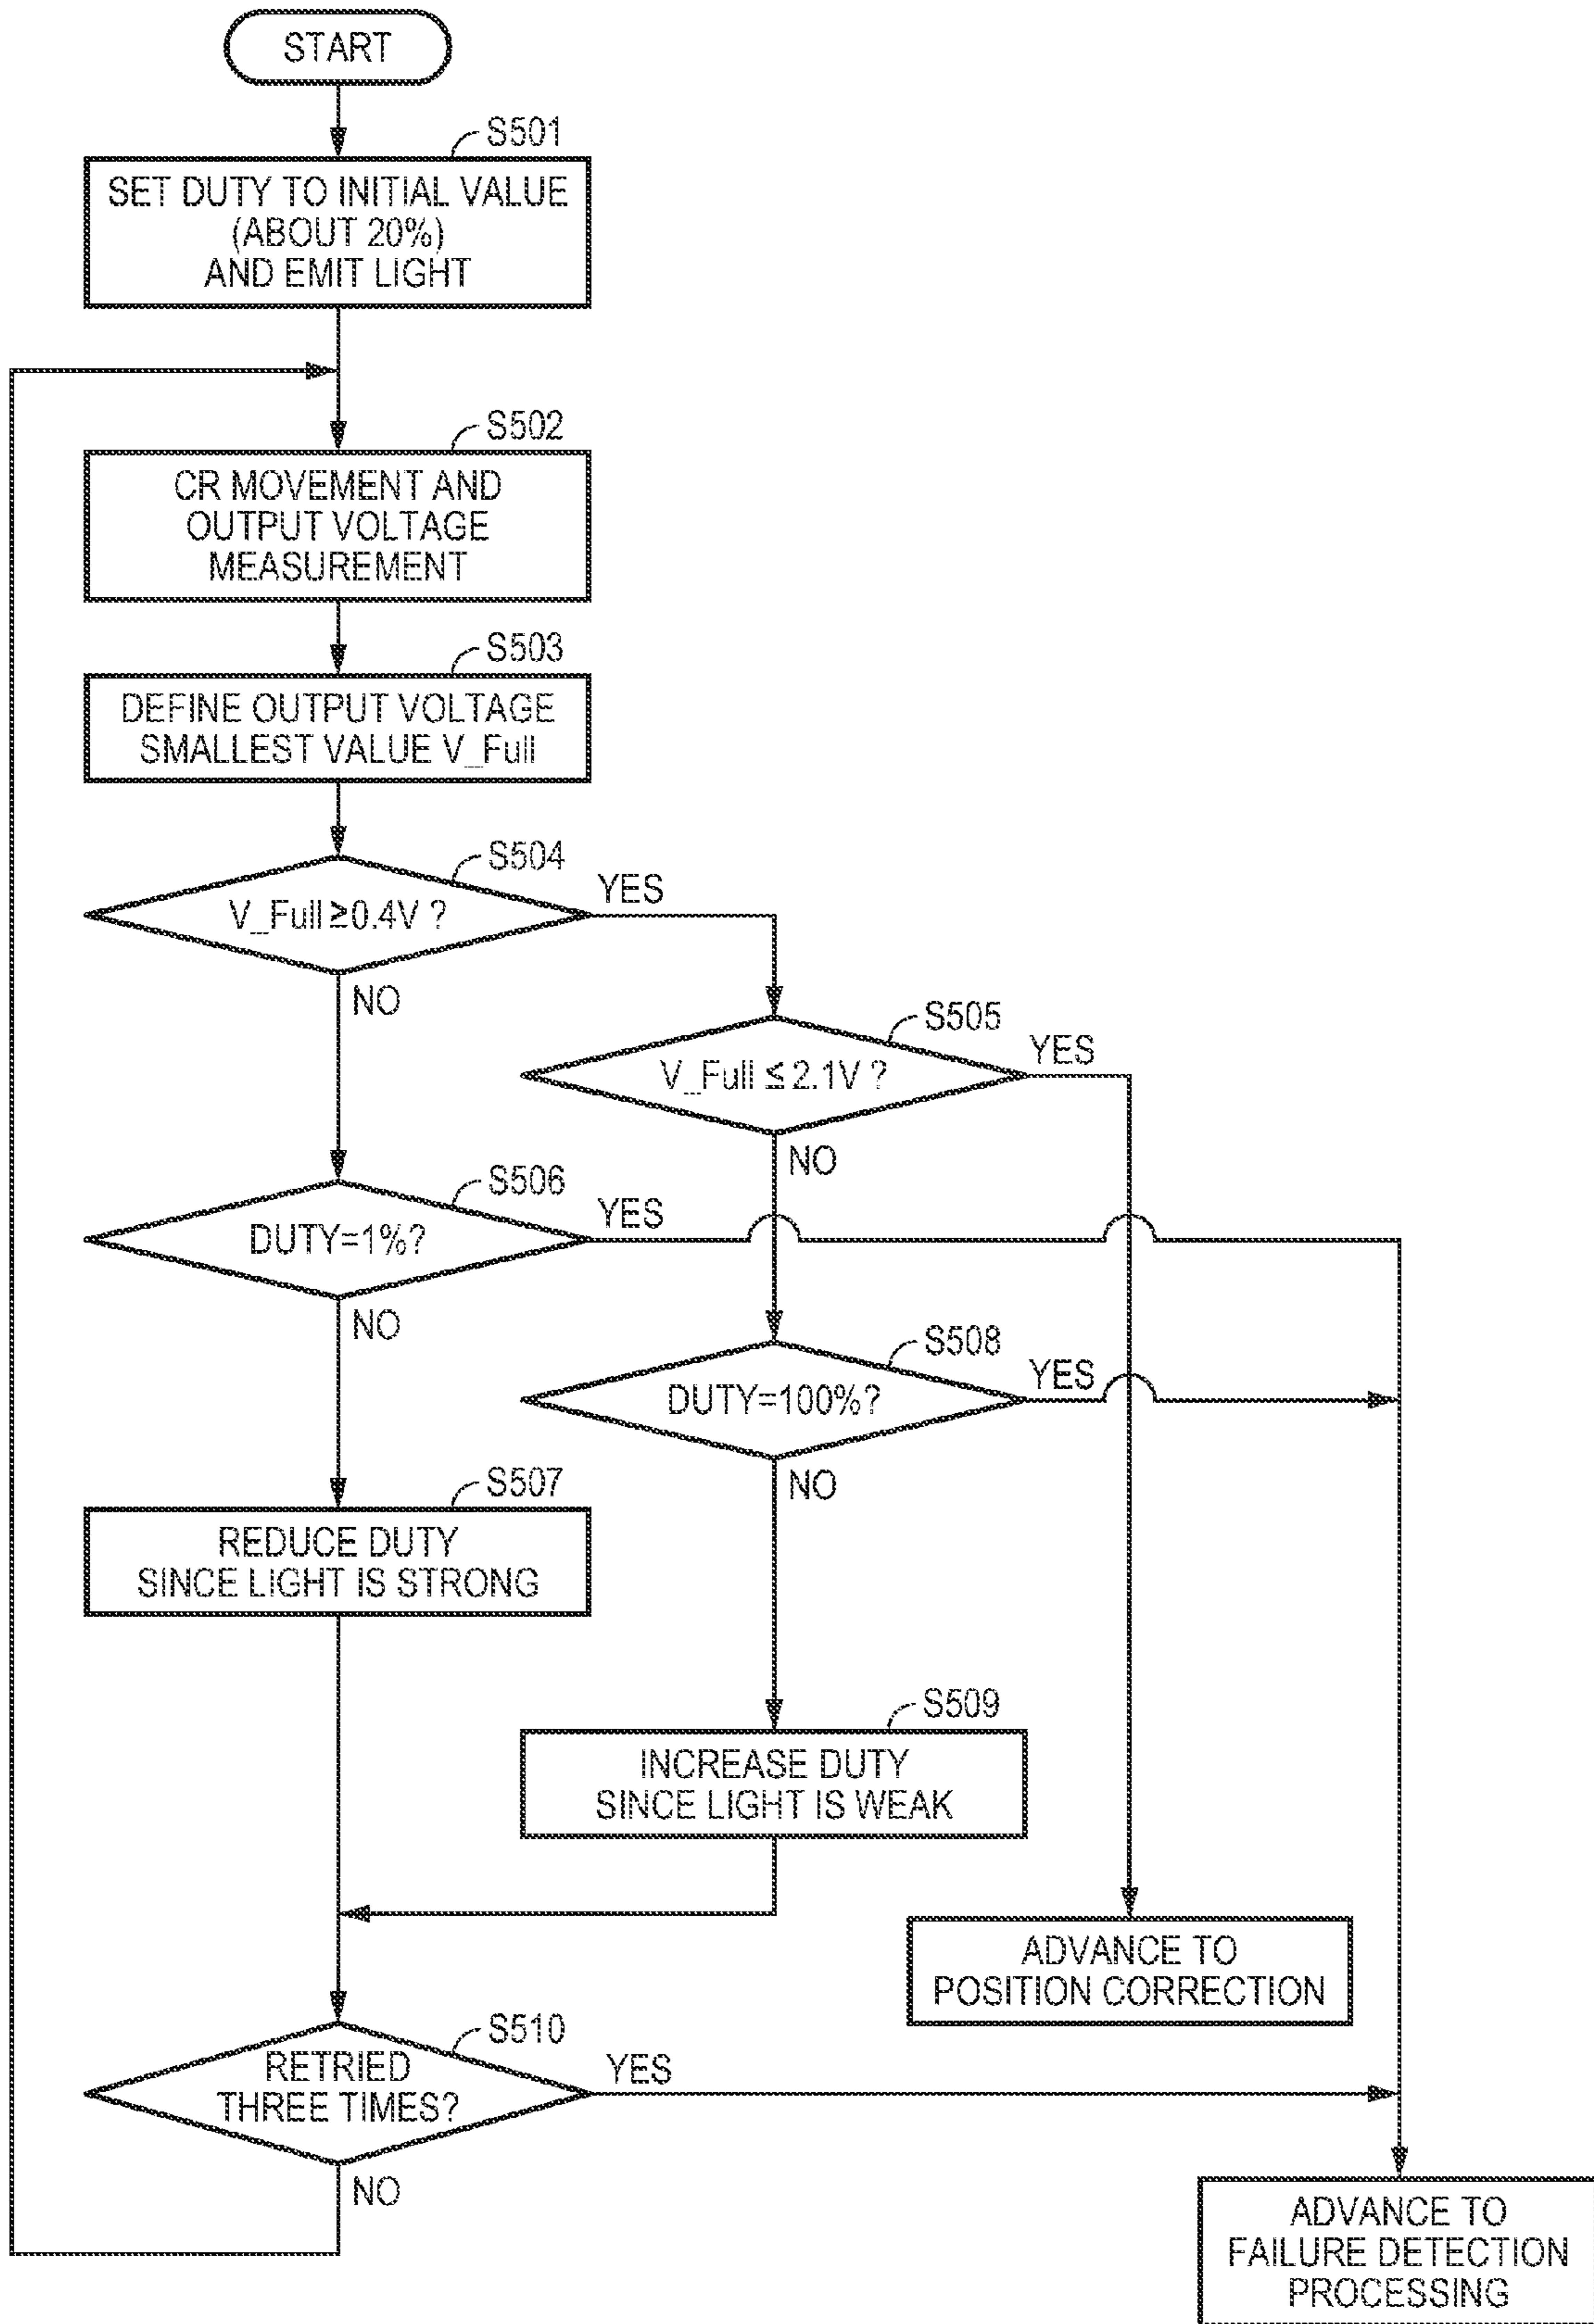 START
S501
SET DUTY TO INITIAL VALUE
(ABOUT 20%)
AND EMIT LIGHT
S502
CR MOVEMENT AND
OUTPUT VOLTAGE
MEASUREMENT
S503
DEFINE OUTPUT VOLTAGE
SMALLEST VALUE V_Full
S504
V_Full ≥ 0.4V ?
YES
NO
S505
V_Full ≤ 2.1V ?
YES
NO
S506
DUTY=1%?
YES
NO
S508
DUTY=100%?
YES
NO
S507
REDUCE DUTY
SINCE LIGHT IS STRONG
S509
INCREASE DUTY
SINCE LIGHT IS WEAK
ADVANCE TO
POSITION CORRECTION
S510
RETRIED
THREE TIMES?
YES
NO
ADVANCE TO
FAILURE DETECTION
PROCESSING